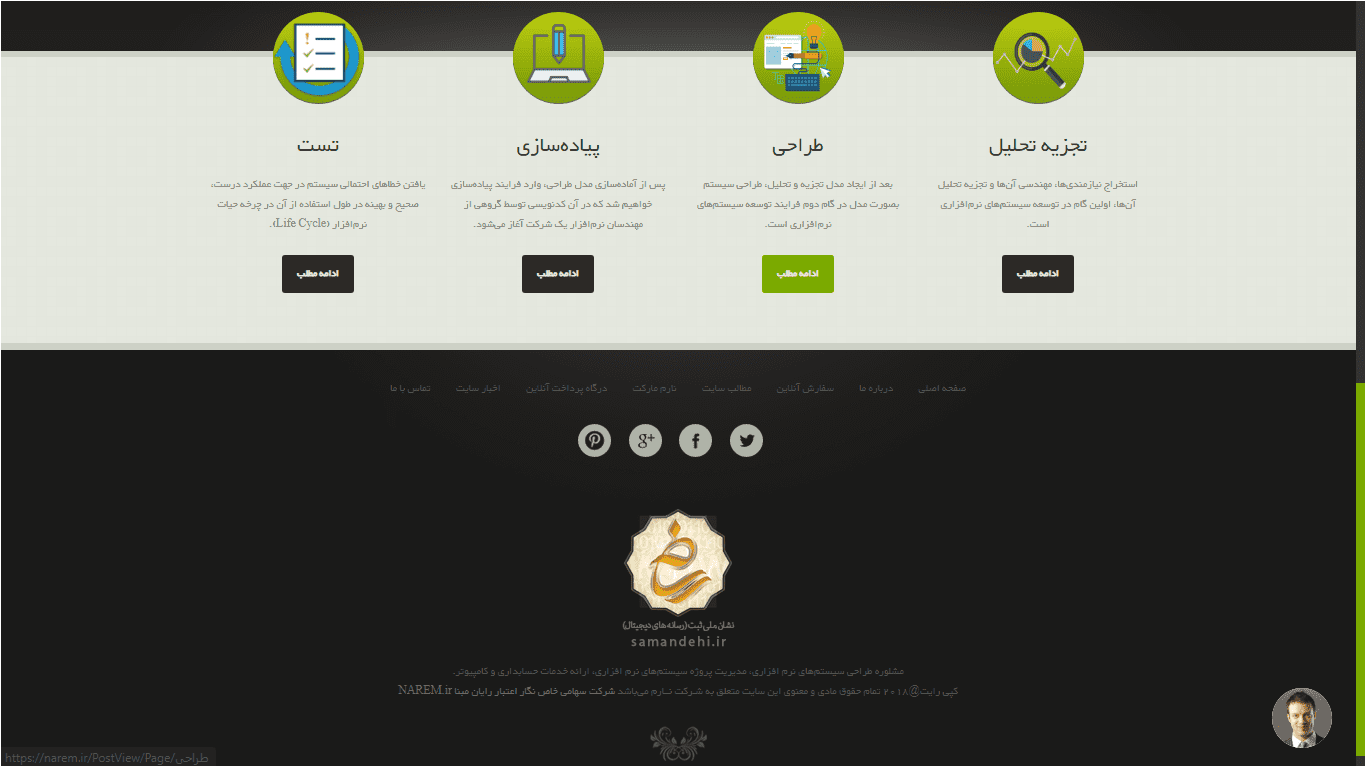 تجزیه تحلیل
استخراج نیازمندی‌ها، مهندسی آن‌ها و تجزیه تحلیل
آن‌ها، اولین گام در توسعه سیستم‌های نرم‌افزاری
است.
ادامه مطلب
طراحی
بعد از ایجاد مدل تجزیه و تحلیل، طراحی سیستم
بصورت مدل در گام دوم فرایند توسعه سیستم‌های
نرم‌افزاری است.
ادامه مطلب
پیاده‌سازی
پس از آماده‌سازی مدل طراحی، وارد فرایند پیاده‌سازی
خواهیم شد که در آن کدنویسی توسط گروهی از
مهندسان نرم‌افزار یک شرکت آغاز می‌شود.
ادامه مطلب
تست
یافتن خطاهای احتمالی سیستم در جهت عملکرد درست،
صحیح و بهینه در طول استفاده از آن در چرخه حیات
نرم‌افزار (Life Cycle).
ادامه مطلب
صفحه اصلی درباره ما سفارش آنلاین مطالب سایت نارم مارکت درگاه پرداخت آنلاین اخبار سایت تماس با ما
g+
نشان ملی ثبت (رسانه های دیجیتال)
samandehi.ir
مشلوره طراحی سیستم‌های نرم افزاری، مدیریت پروژه سیستم‌های نرم افزاری، ارائه خدمات حسابداری و کامپیوتر.
کپی رایت@۲۰۱۸ تمام حقوق مادی و معنوی این سایت متعلق به شرکت نـارم می‌باشد شرکت سهامی خاص نگار اعتبار رایان مبنا NAREM.ir
https://narem.ir/PostView/Page/طراحی